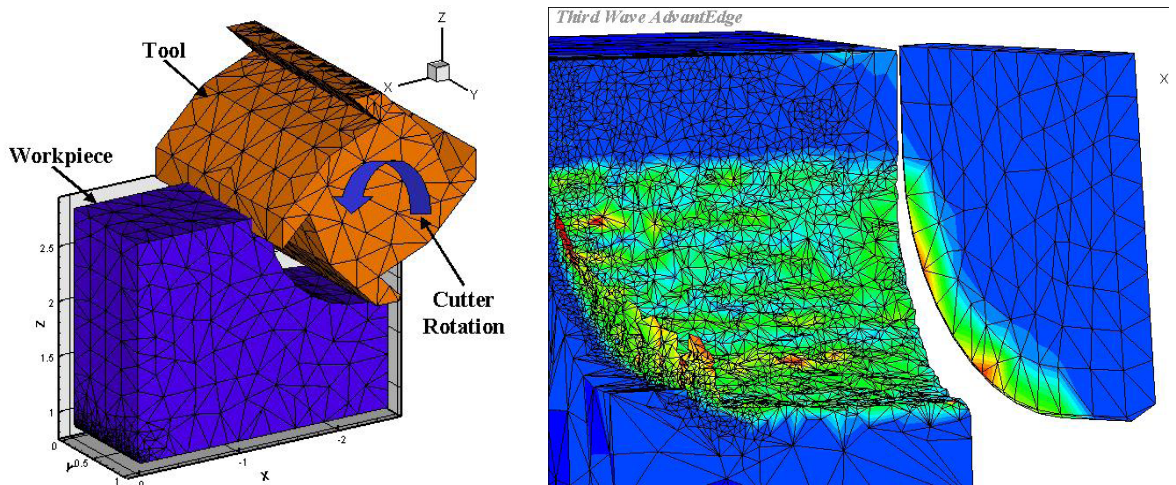 Tool
Z
X
Y
Workpiece
2.5
2
Z
1.5
1
0
Y
0.5
1
0
-1
X
-2
Cutter
Rotation
Third Wave AdvantEdge
X